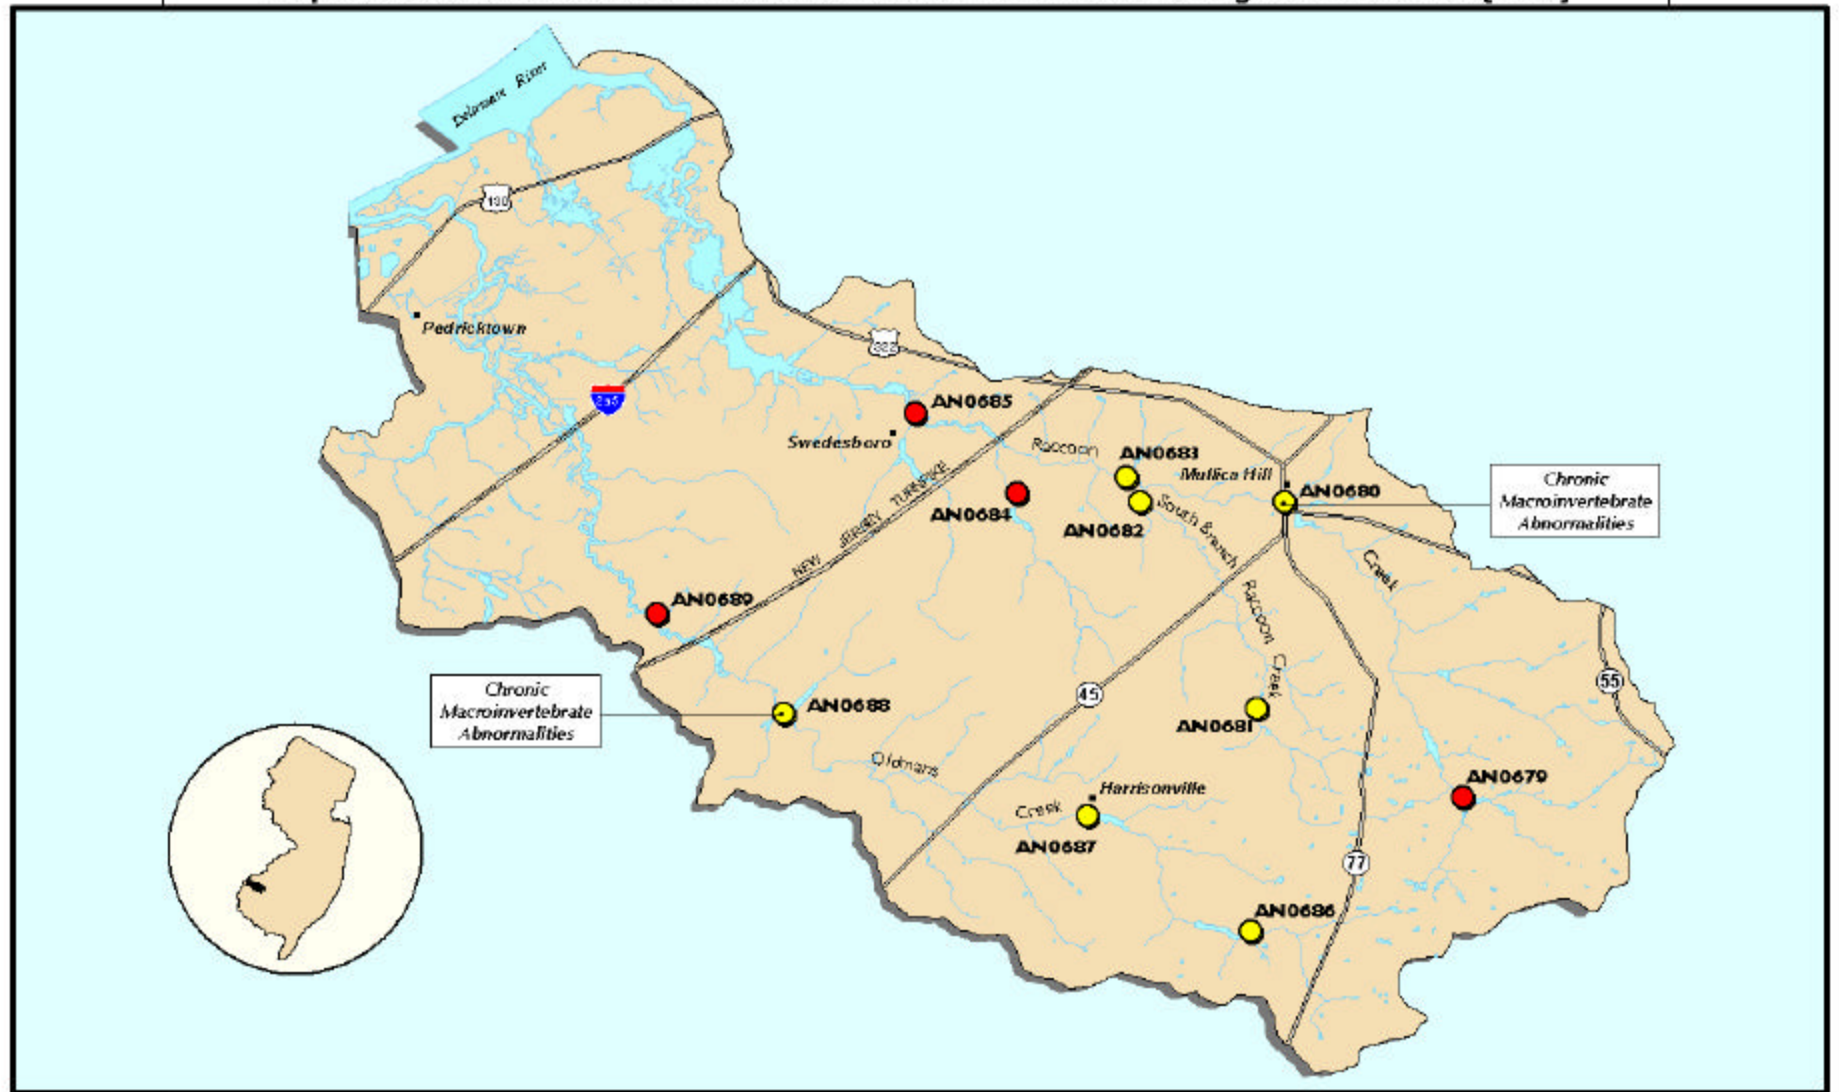 Delaware River
130
Pedricktown
322
295
AN0685
Swedesboro
Raccoon
AN0683
Mullica Hill
AN0680
Chronic
Macroinvertebrate
Abnormalities
AN0684
AN0682
South Branch
Raccoon
Creek
Creek
NEW JERSEY TURNPIKE
AN0689
55
45
Chronic
Macroinvertebrate
Abnormalities
AN0688
AN0681
Oldmans
Creek
AN0679
Harrisonville
AN0687
77
AN0686